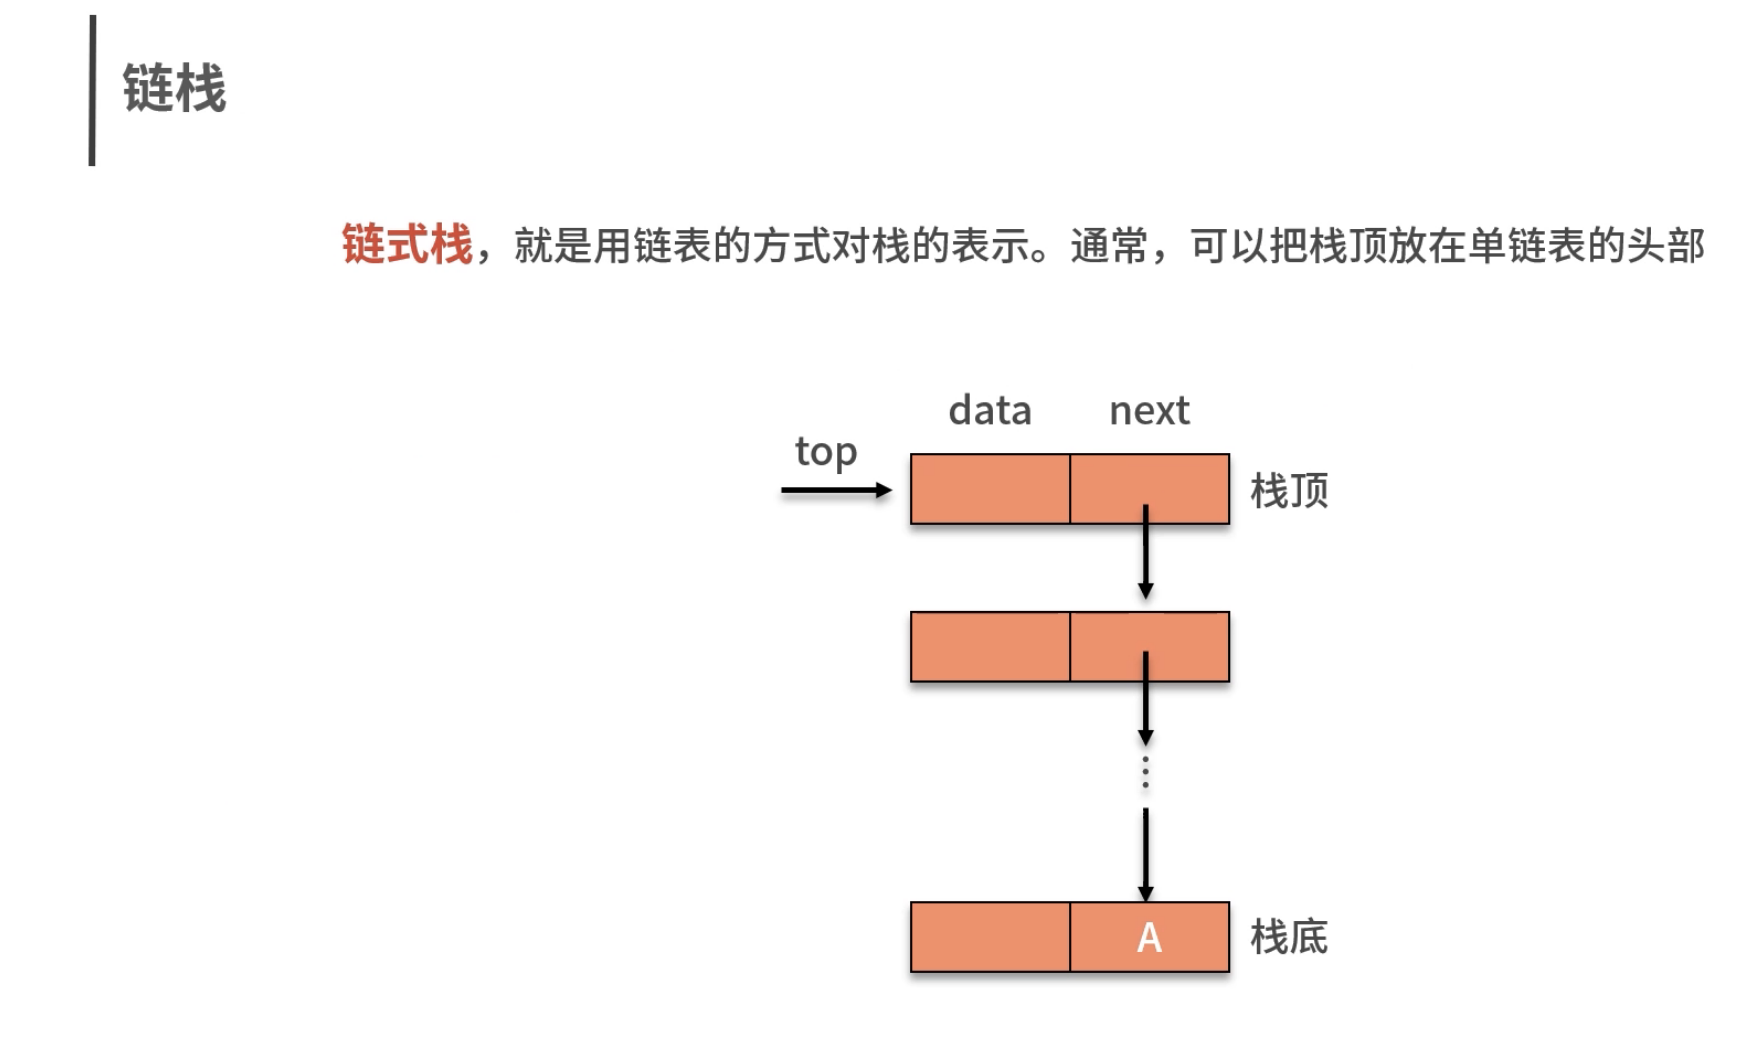 链栈
链式栈，就是用链表的方式对栈的表示。通常，可以把栈顶放在单链表的头部
data next
top
栈顶
A 栈底